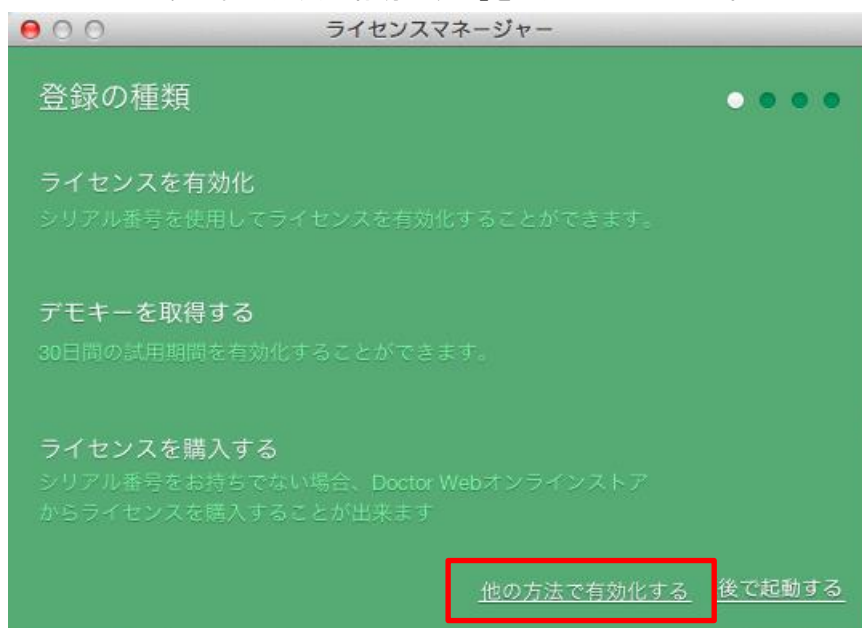 ライセンスマネージャー
登録の種類
ライセンスを有効化
シリアル番号を使用してライセンスを有効化することができます。
デモキーを取得する
30日間の試用期間を有効化することができます。
ライセンスを購入する
シリアル番号をお持ちでない場合、Doctor Webオンラインストア
からライセンスを購入することが出来ます
他の方法で有効化する 後で起動する